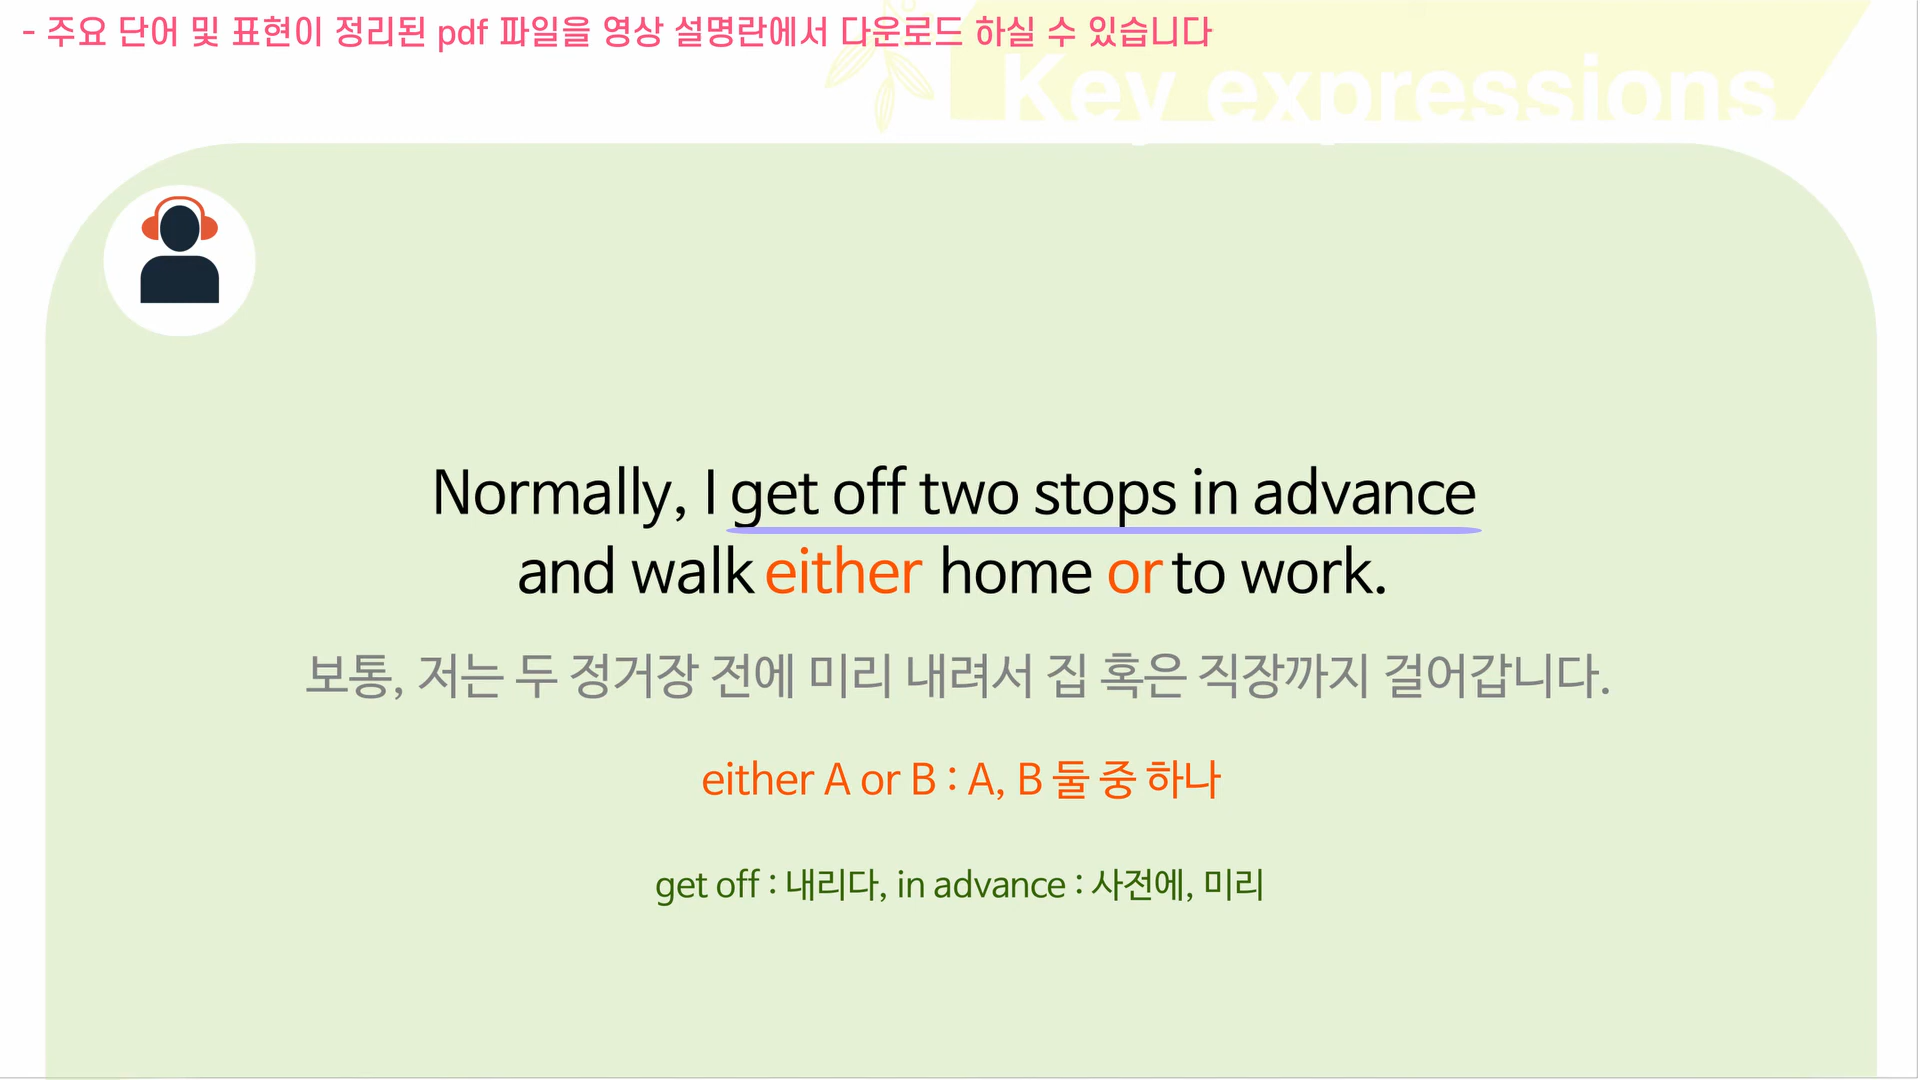 - 주요 단어 및 표현이 정리된 pdf 파일을 영상 설명란에서 다운로드 하실 수 있습니다
Key expressions
Normally, I get off two stops in advance
and walk either home or to work.
보통, 저는 두 정거장 전에 미리 내려서 집 혹은 직장까지 걸어갑니다.
either A or B : A, B 둘 중 하나
get off : 내리다, in advance : 사전에, 미리